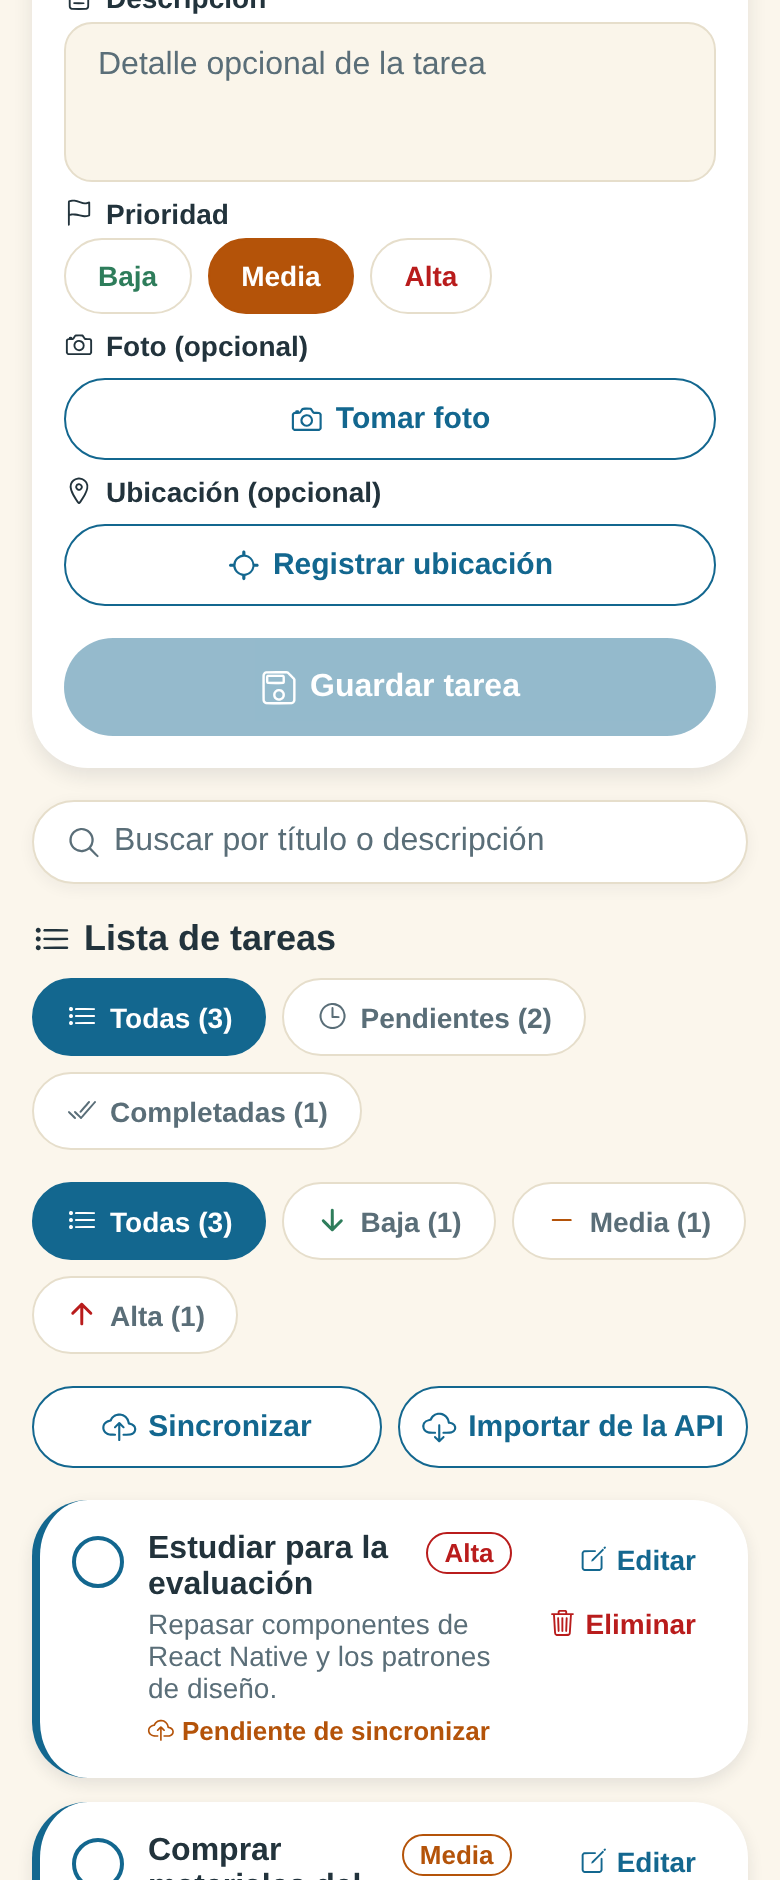 Descripción
Detalle opcional de la tarea
Prioridad
Baja Media Alta
Foto (opcional)
Tomar foto
Ubicación (opcional)
Registrar ubicación
Guardar tarea
Buscar por título o descripción
Lista de tareas
Todas (3) Pendientes (2)
Completadas (1)
Todas (3) Baja (1) Media (1)
Alta (1)
Sincronizar Importar de la API
Estudiar para la
evaluación
Alta
Editar
Eliminar
Repasar componentes de
React Native y los patrones
de diseño.
Pendiente de sincronizar
Comprar
materiales del
Media
Editar